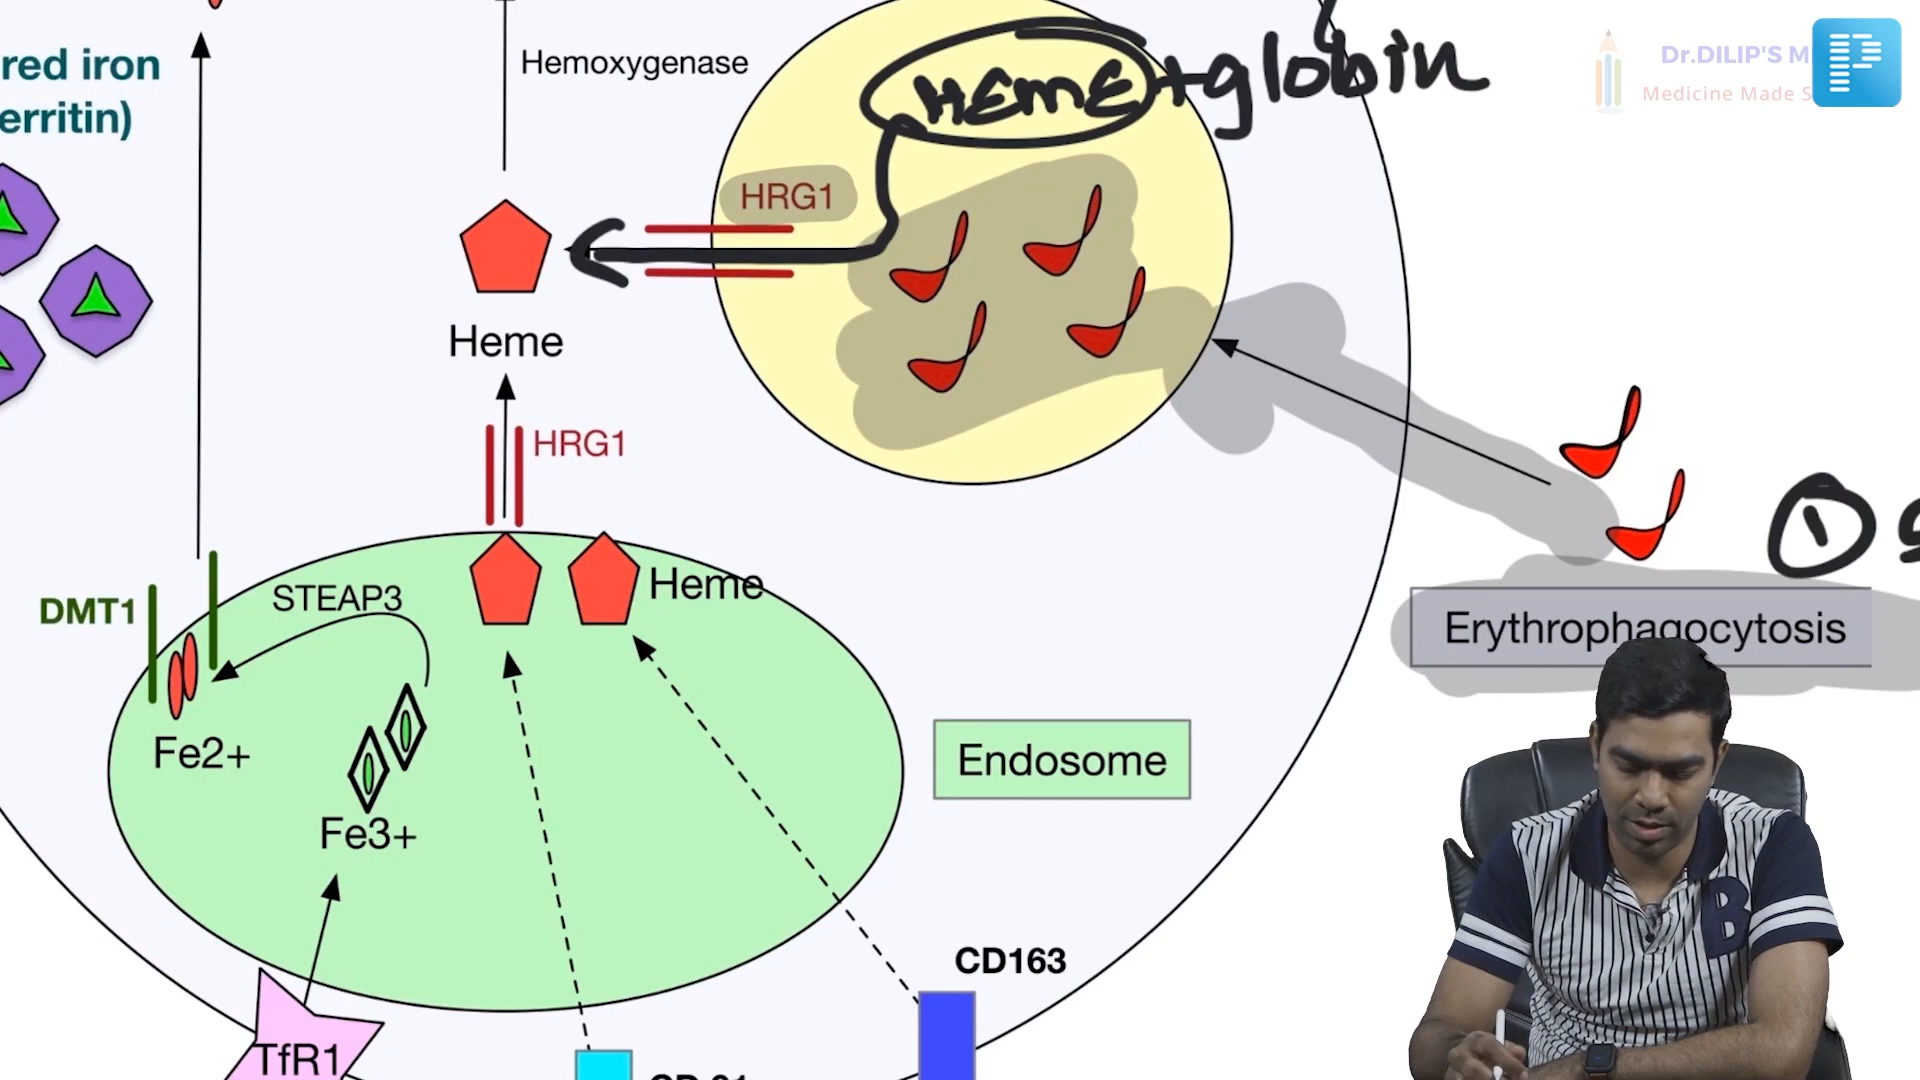 Hemoxygenase
HEME+globin
Dr.DILIP'S M
Medicine Made S
red iron
erritin)
HRG1
Heme
HRG1
1
DMT1
STEAP3
Heme
Erythrophagocytosis
Fe2+
Endosome
Fe3+
CD163
TfR1
B